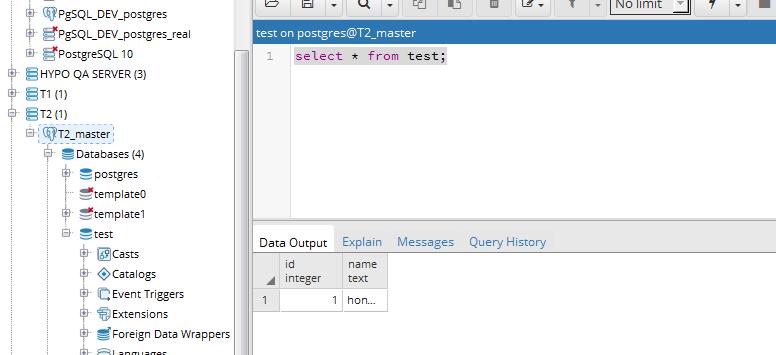 PgSQL_DEV_postgres
PgSQL_DEV_postgres_real
PostgreSQL 10
HYPO QA SERVER (3)
T1 (1)
T2 (1)
T2_master
Databases (4)
postgres
template0
template1
test
Casts
Catalogs
Event Triggers
Extensions
Foreign Data Wrappers
Languages
No limit
test on postgres@T2_master
1 select * from test;
Data Output Explain Messages Query History
id name
integer text
1 1 hon...